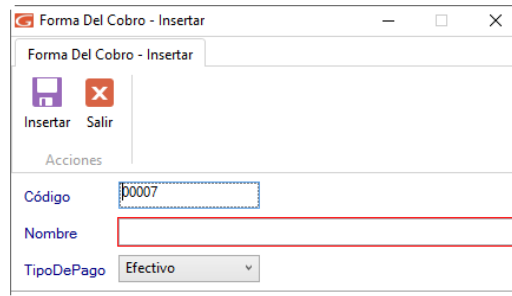 Forma Del Cobro - Insertar
Forma Del Cobro - Insertar
Insertar Salir
Acciones
Código 00007
Nombre
TipoDePago Efectivo